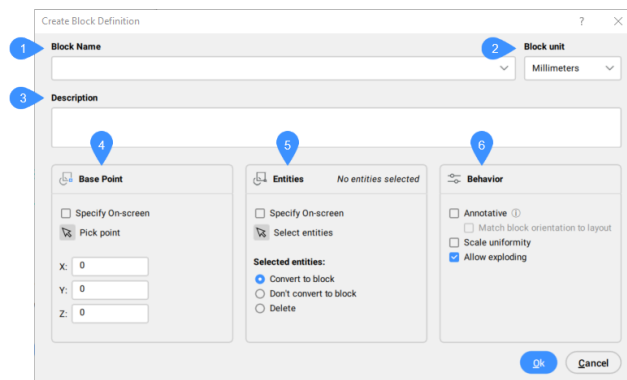 Create Block Definition ? ×
1 Block Name 2 Block unit
Millimeters
3 Description
4 5 6
Base Point
Specify On-screen
Pick point
X: 0
Y: 0
Z: 0
Entities No entities selected
Specify On-screen
Select entities
Selected entities:
Convert to block
Don't convert to block
Delete
Behavior
Annotative
Match block orientation to layout
Scale uniformity
Allow exploding
Ok Cancel